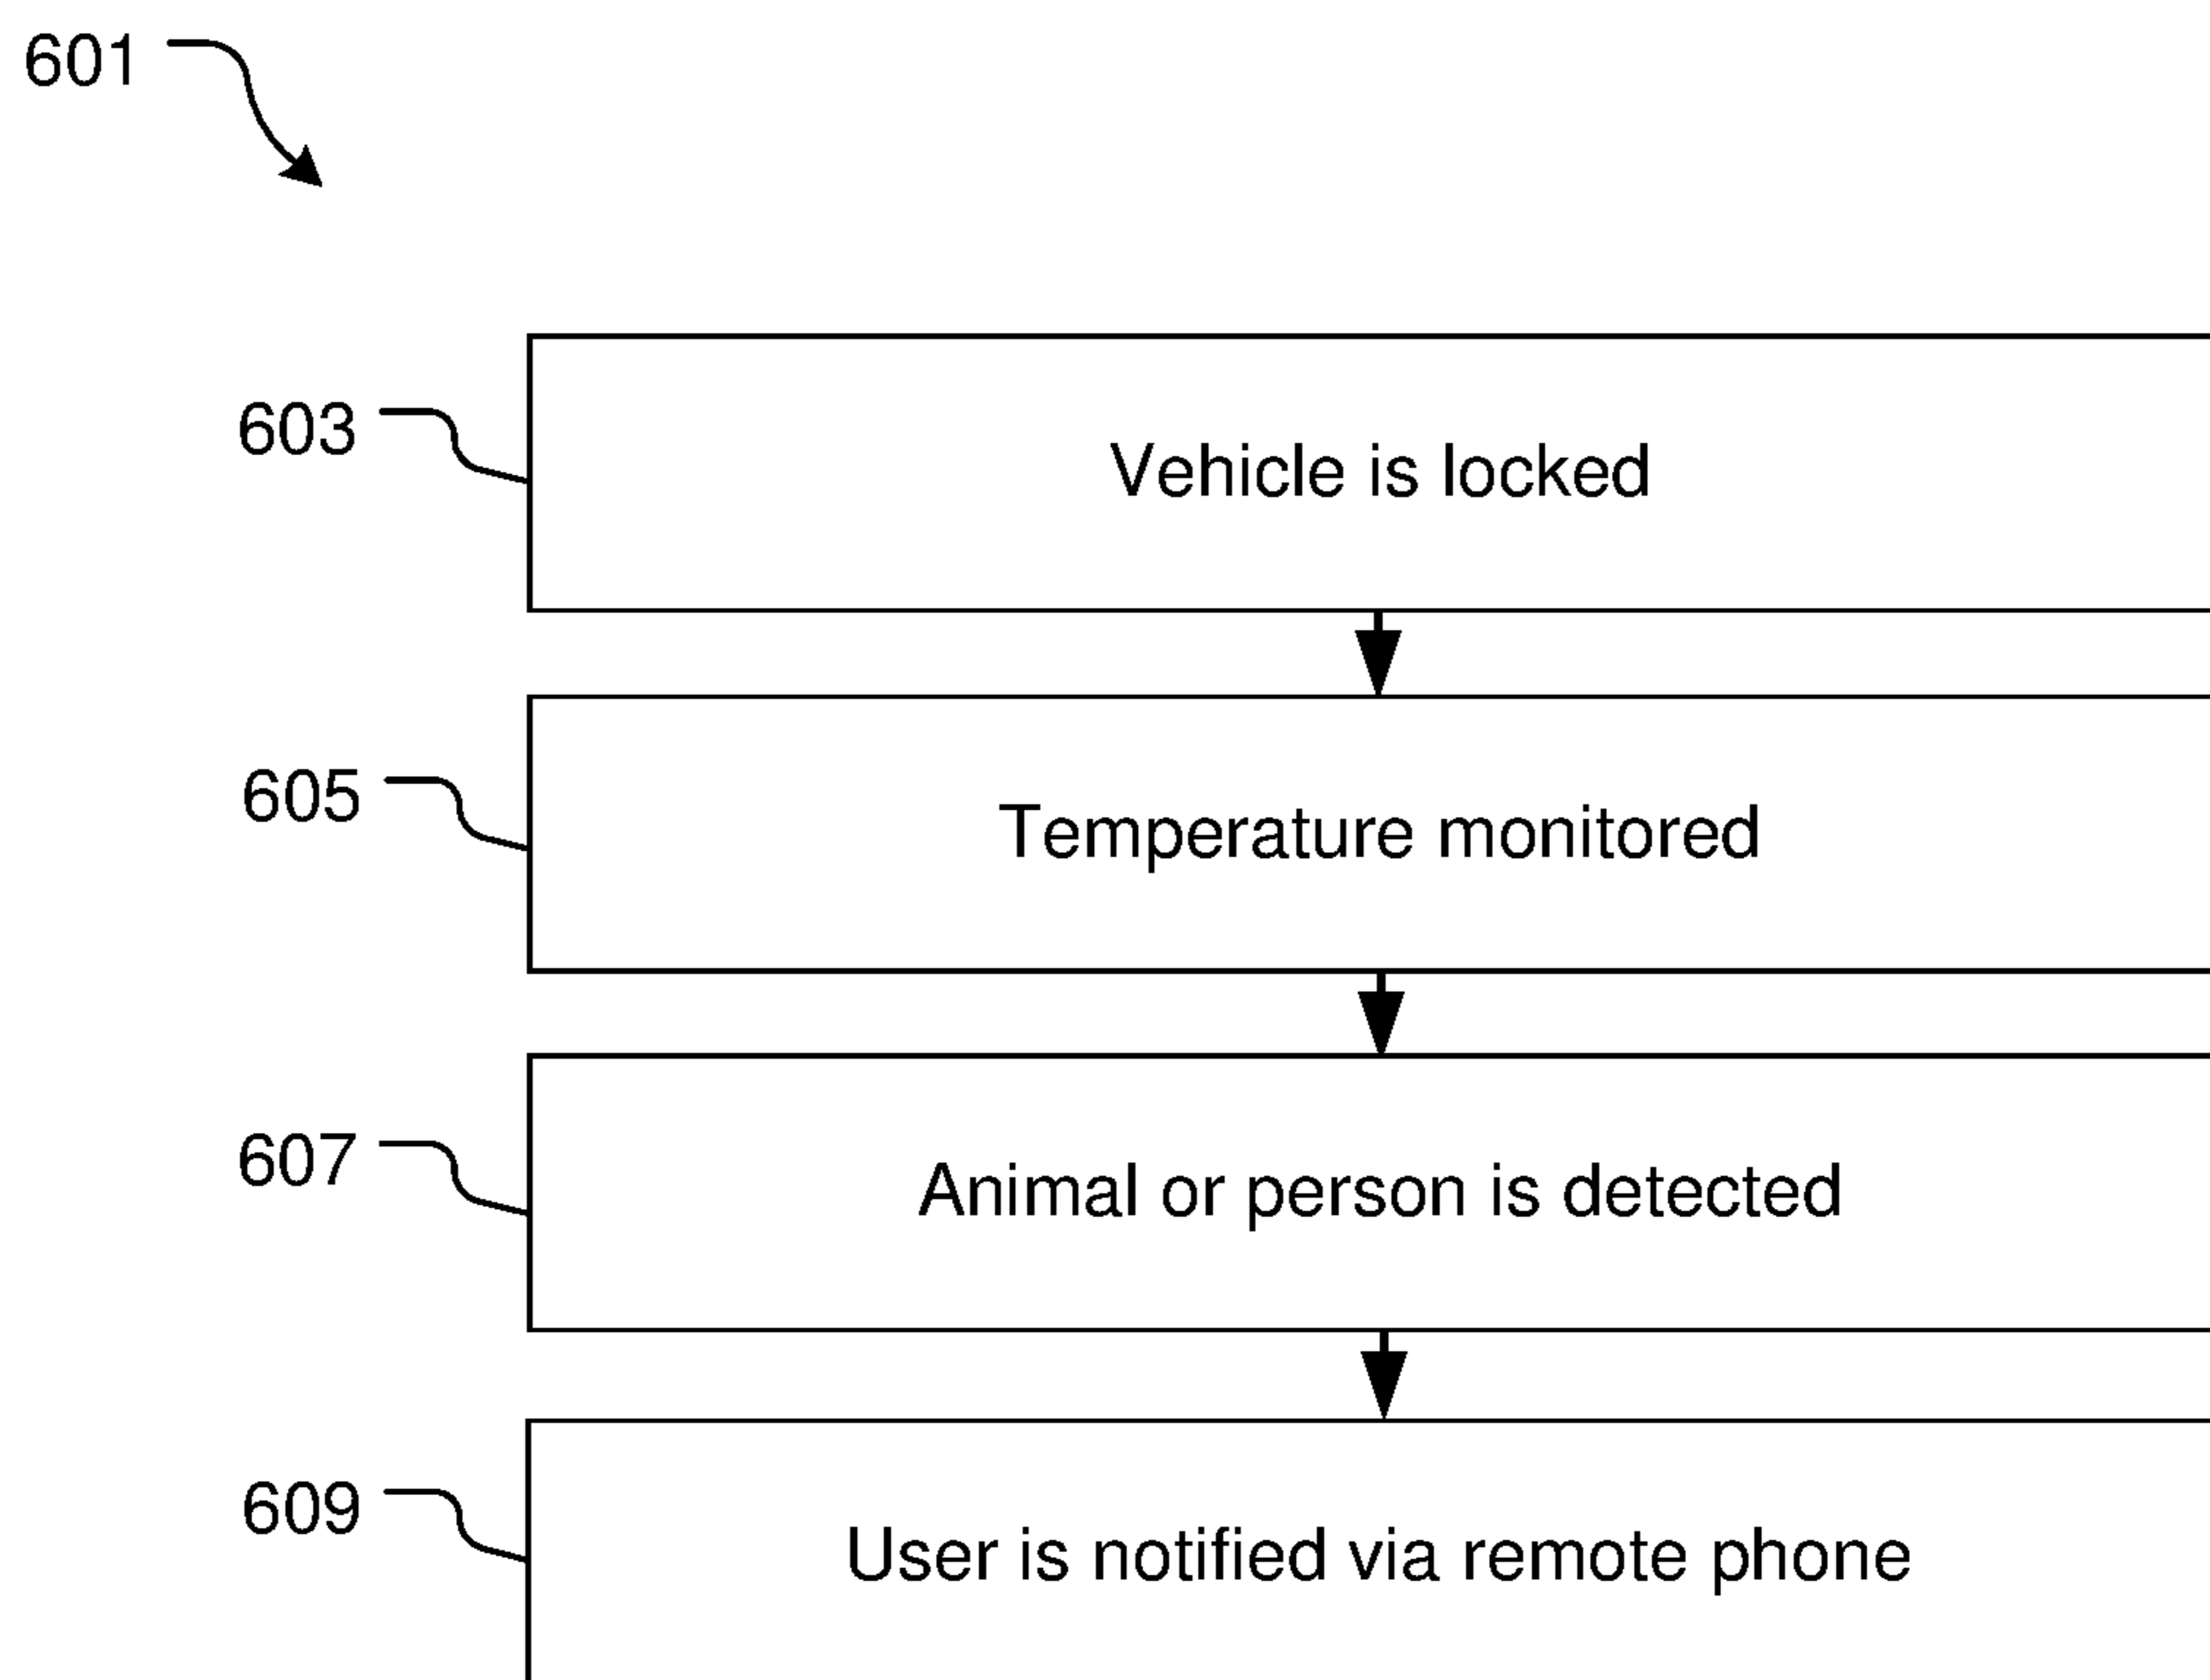 601
603
Vehicle is locked
605
Temperature monitored
607
Animal or person is detected
609
User is notified via remote phone